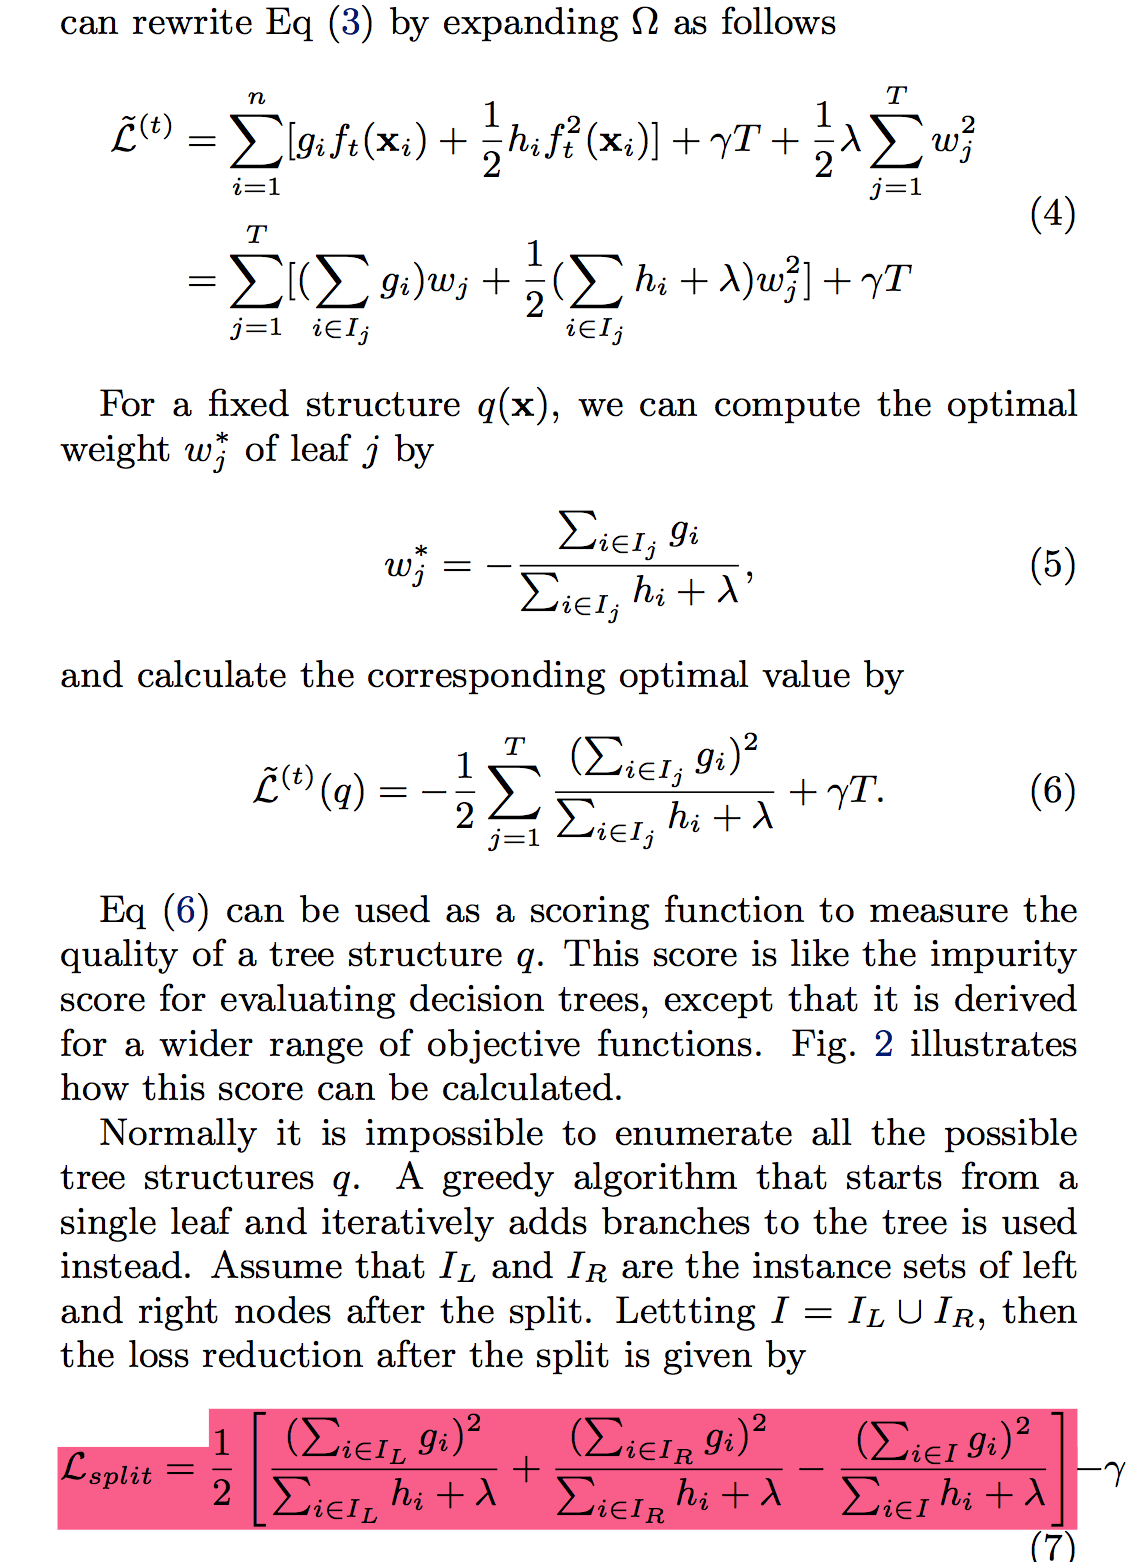 can rewrite Eq (3) by expanding Ω as follows
$\tilde{\mathcal{L}}^{(t)} = \sum_{i=1}^{n} [g_i f_t(\mathbf{x}_i) + \frac{1}{2} h_i f_t^2(\mathbf{x}_i)] + \gamma T + \frac{1}{2} \lambda \sum_{j=1}^{T} w_j^2$
$= \sum_{j=1}^{T} [(\sum_{i \in I_j} g_i) w_j + \frac{1}{2} (\sum_{i \in I_j} h_i + \lambda) w_j^2] + \gamma T$
(4)
For a fixed structure $q(\mathbf{x})$, we can compute the optimal
weight $w_j^*$ of leaf $j$ by
$w_j^* = -\frac{\sum_{i \in I_j} g_i}{\sum_{i \in I_j} h_i + \lambda},$ (5)
and calculate the corresponding optimal value by
$\tilde{\mathcal{L}}^{(t)}(q) = -\frac{1}{2} \sum_{j=1}^{T} \frac{(\sum_{i \in I_j} g_i)^2}{\sum_{i \in I_j} h_i + \lambda} + \gamma T.$ (6)
Eq (6) can be used as a scoring function to measure the
quality of a tree structure $q$. This score is like the impurity
score for evaluating decision trees, except that it is derived
for a wider range of objective functions. Fig. 2 illustrates
how this score can be calculated.
Normally it is impossible to enumerate all the possible
tree structures $q$. A greedy algorithm that starts from a
single leaf and iteratively adds branches to the tree is used
instead. Assume that $I_L$ and $I_R$ are the instance sets of left
and right nodes after the split. Lettting $I = I_L \cup I_R$, then
the loss reduction after the split is given by
$\mathcal{L}_{split} = \frac{1}{2} \left[ \frac{(\sum_{i \in I_L} g_i)^2}{\sum_{i \in I_L} h_i + \lambda} + \frac{(\sum_{i \in I_R} g_i)^2}{\sum_{i \in I_R} h_i + \lambda} - \frac{(\sum_{i \in I} g_i)^2}{\sum_{i \in I} h_i + \lambda} \right] - \gamma$
(7)